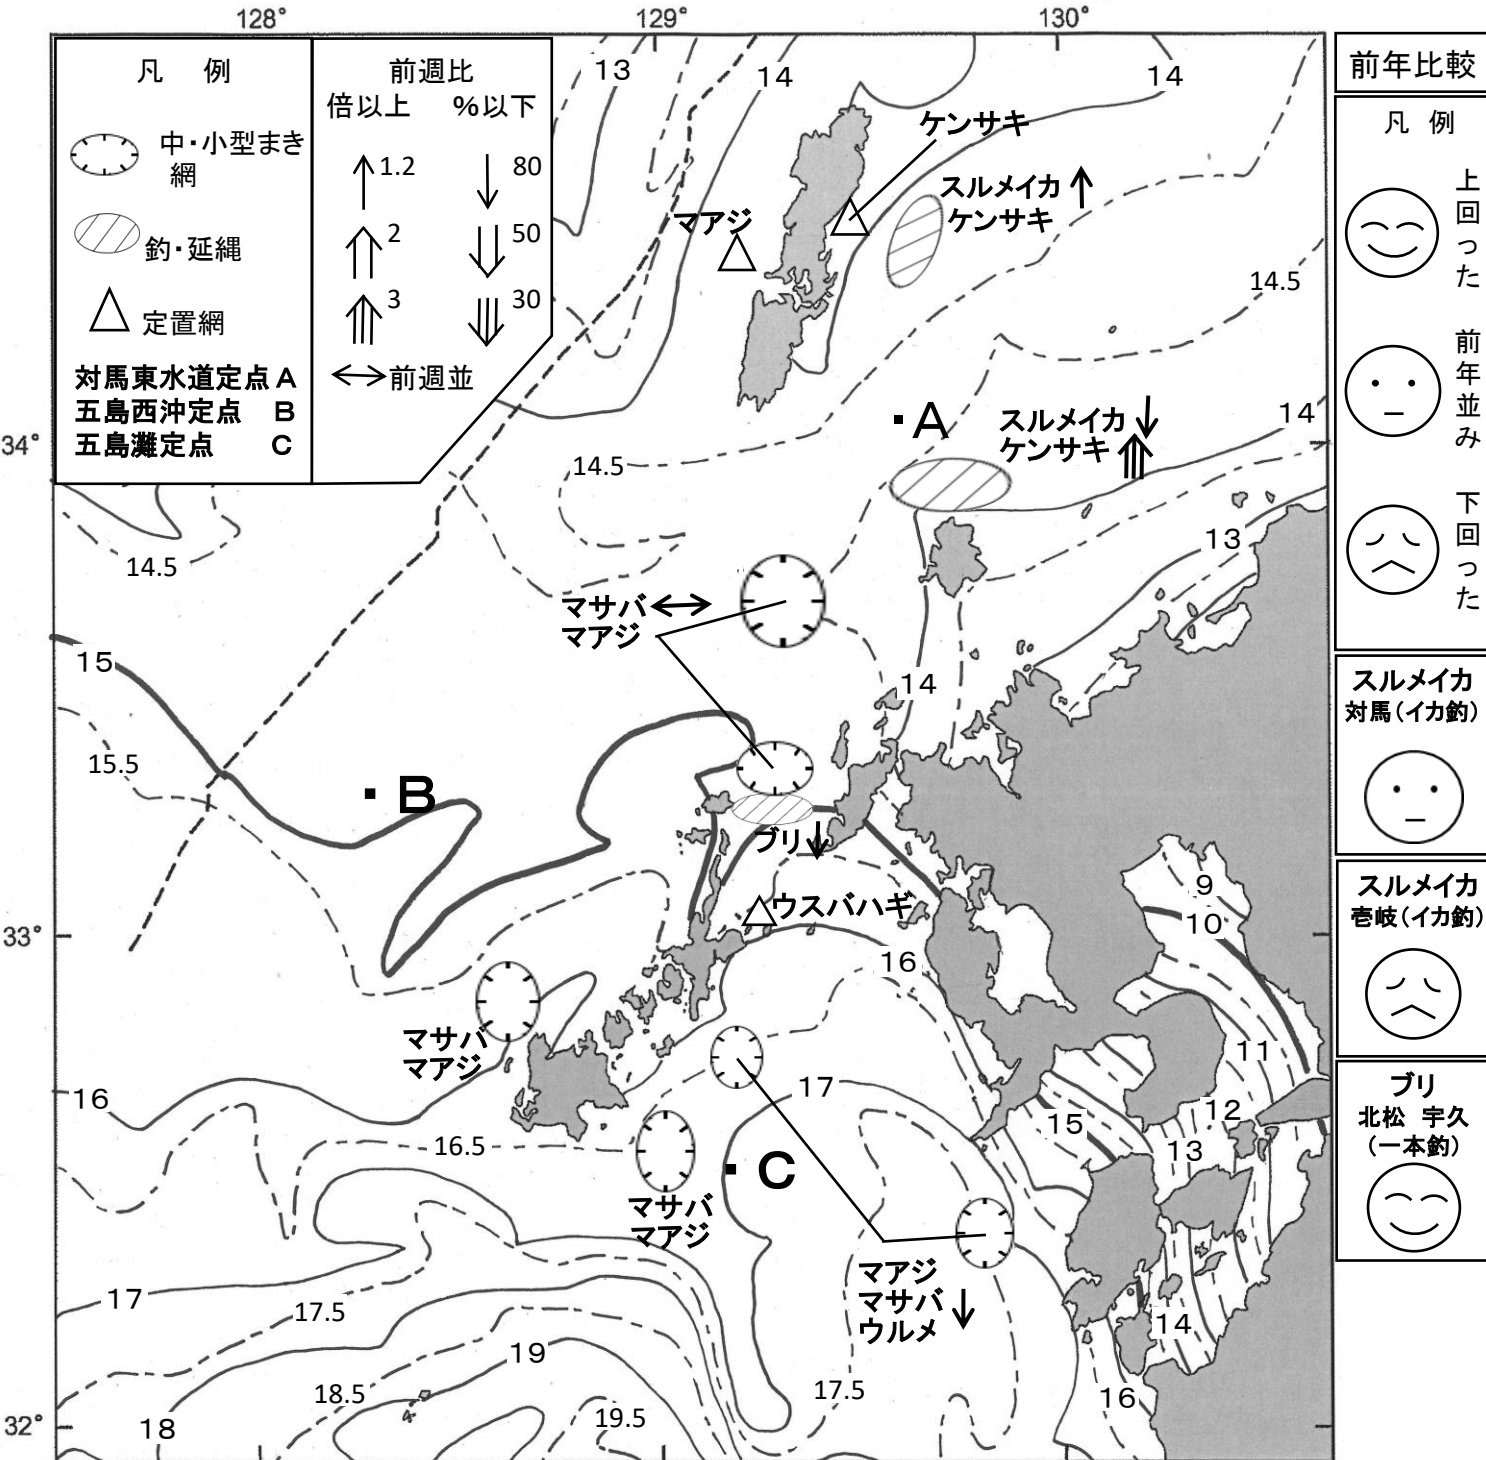 128°
129°
130°
凡 例
中・小型まき
網
釣・延縄
定置網
対馬東水道定点 A
五島西沖定点 B
五島灘定点 C
前週比
倍以上 %以下
1.2
80
2
50
3
30
前週並
13
14
14
ケンサキ
スルメイカ
ケンサキ
マアジ
14.5
A
スルメイカ
ケンサキ
14
34°
14.5
14.5
13
マサバ
マアジ
15
14
15.5
B
ブリ
ウスバハギ
9
10
33°
16
マサバ
マアジ
11
16
17
12
15
13
16.5
C
マサバ
マアジ
マアジ
マサバ
ウルメ
17
17.5
14
19
18.5
17.5
16
19.5
18
32°
前年比較
凡 例
上回った
前年並み
下回った
スルメイカ
対馬(イカ釣)
スルメイカ
壱岐(イカ釣)
ブリ
北松 宇久
(一本釣)